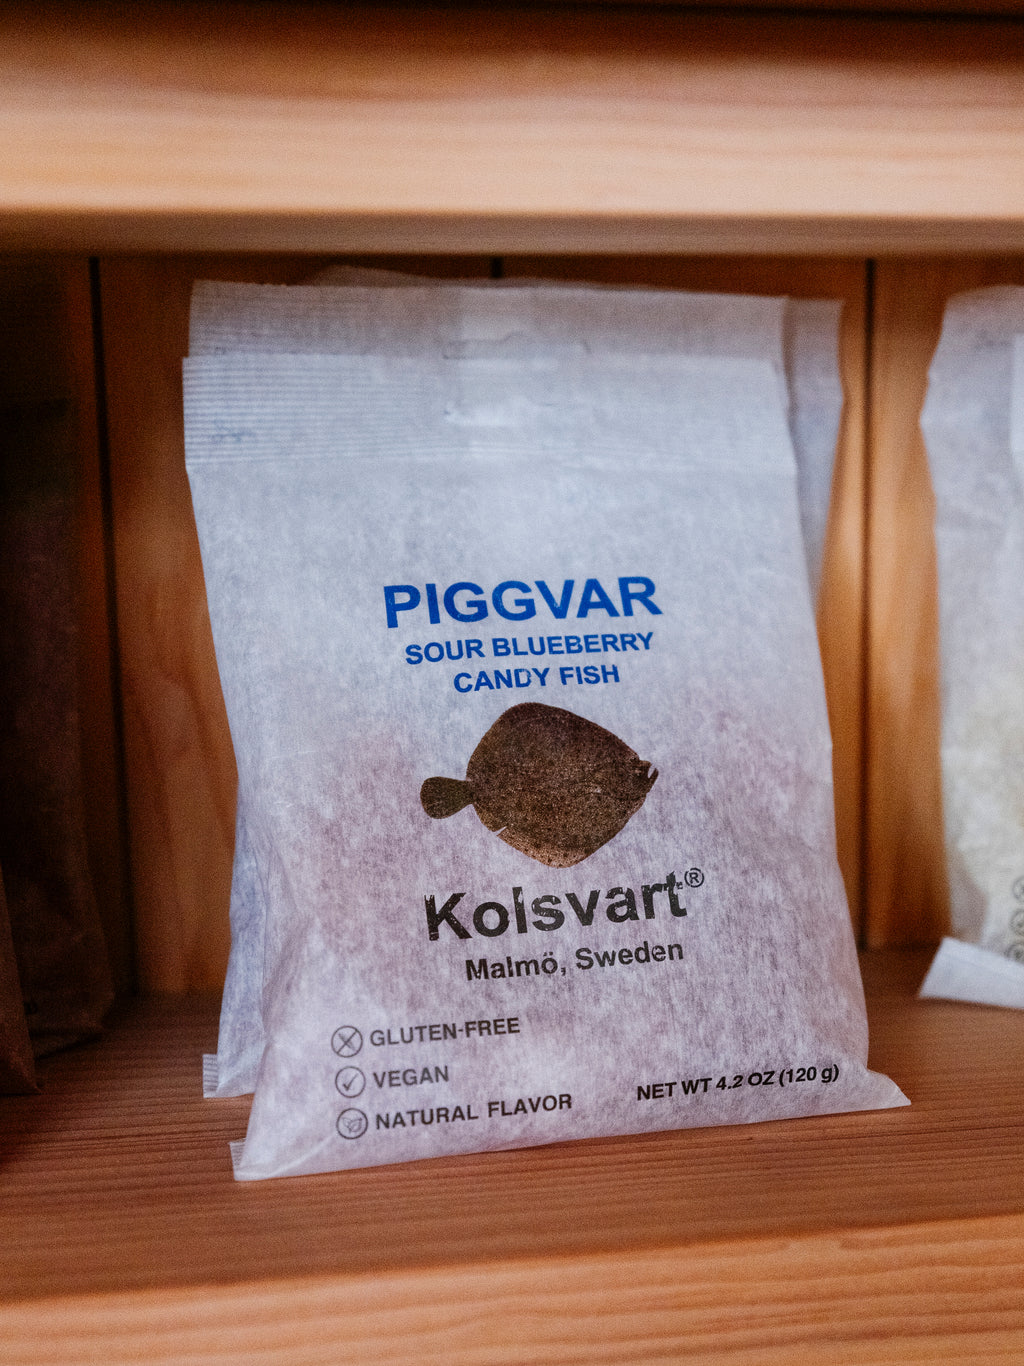 PIGGVAR
SOUR BLUEBERRY
CANDY FISH
Kolsvart®
Malmö, Sweden
GLUTEN-FREE
VEGAN
NATURAL FLAVOR
NET WT 4.2 OZ (120 g)